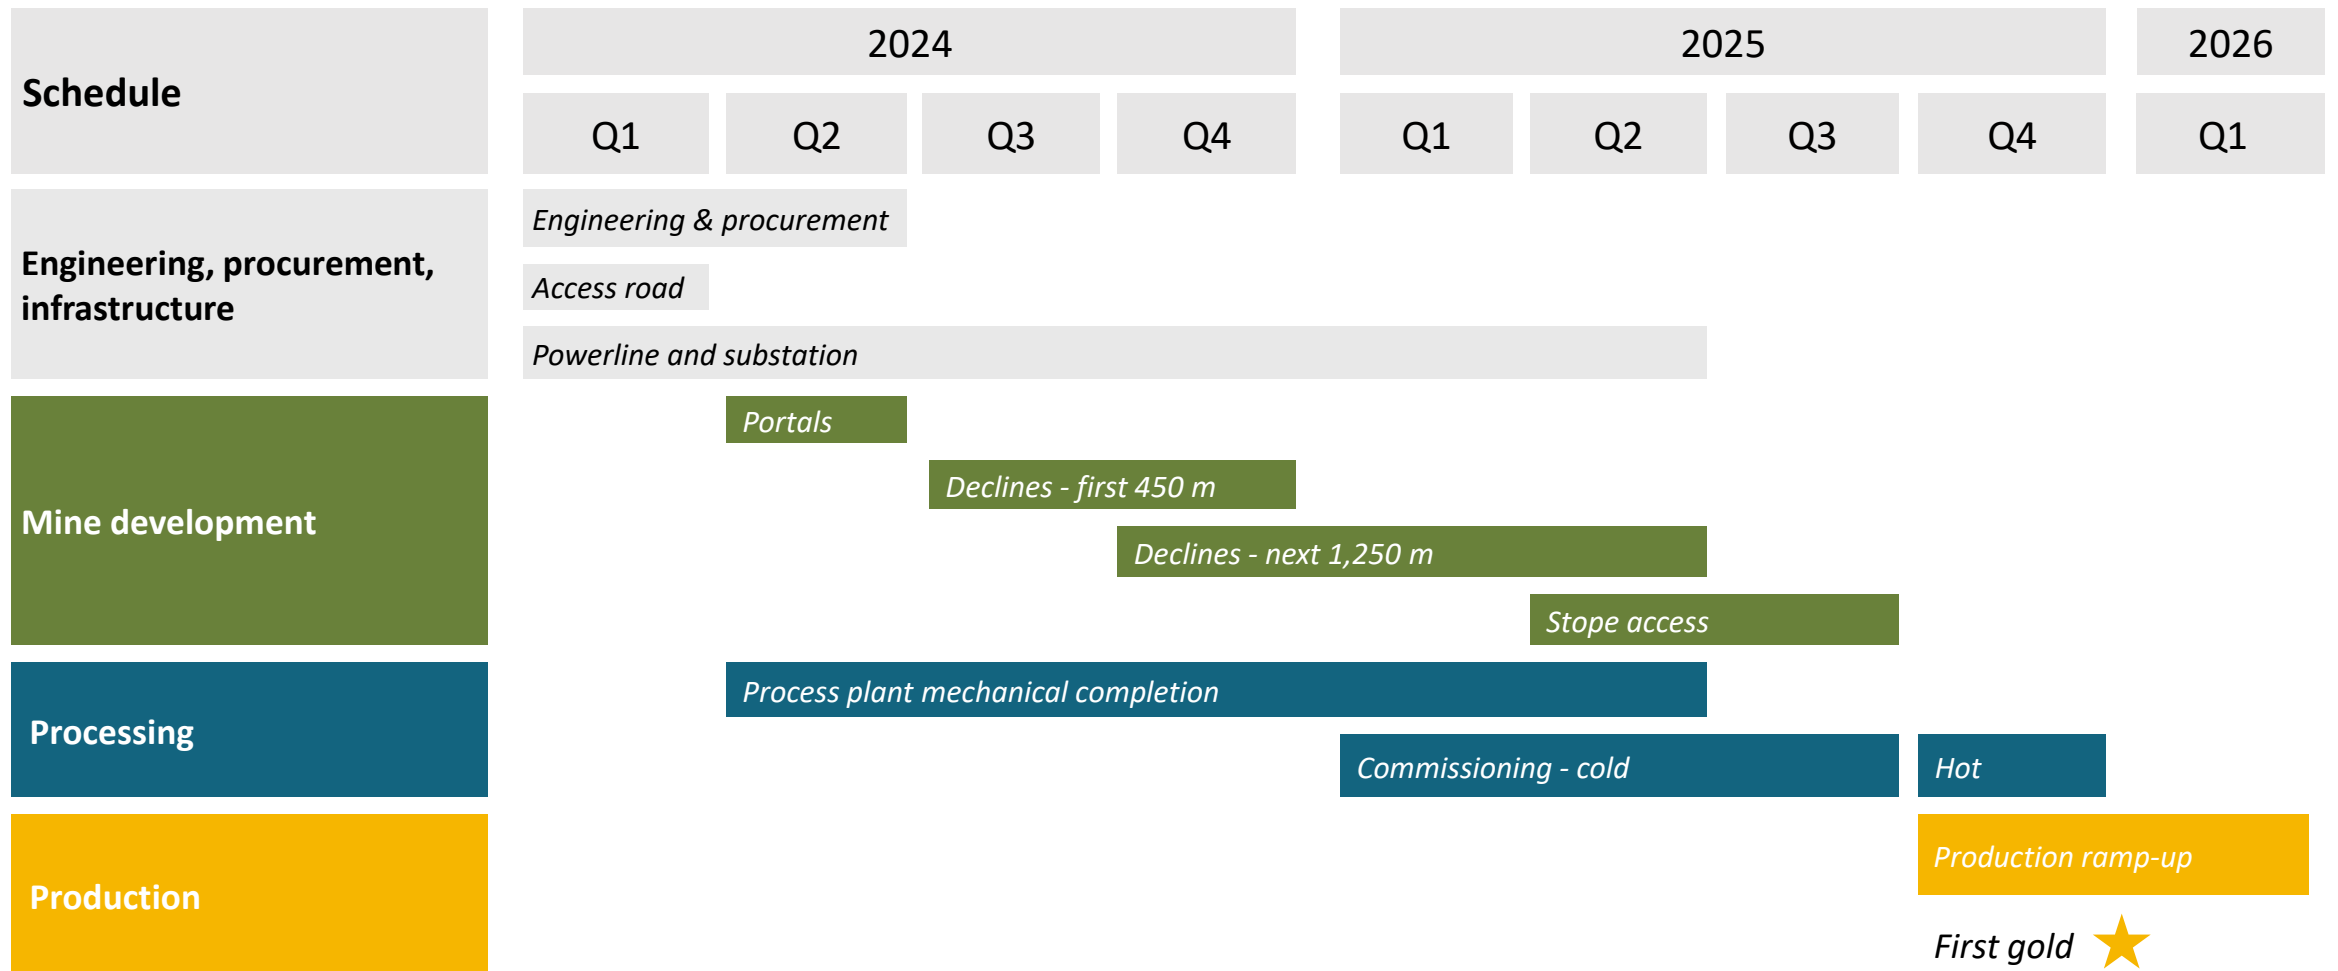 Schedule
2024
2025
2026
Q1
Q2
Q3
Q4
Q1
Q2
Q3
Q4
Q1
Engineering, procurement,
infrastructure
Engineering & procurement
Access road
Powerline and substation
Mine development
Portals
Declines - first 450 m
Declines - next 1,250 m
Stope access
Processing
Process plant mechanical completion
Commissioning - cold
Hot
Production
Production ramp-up
First gold